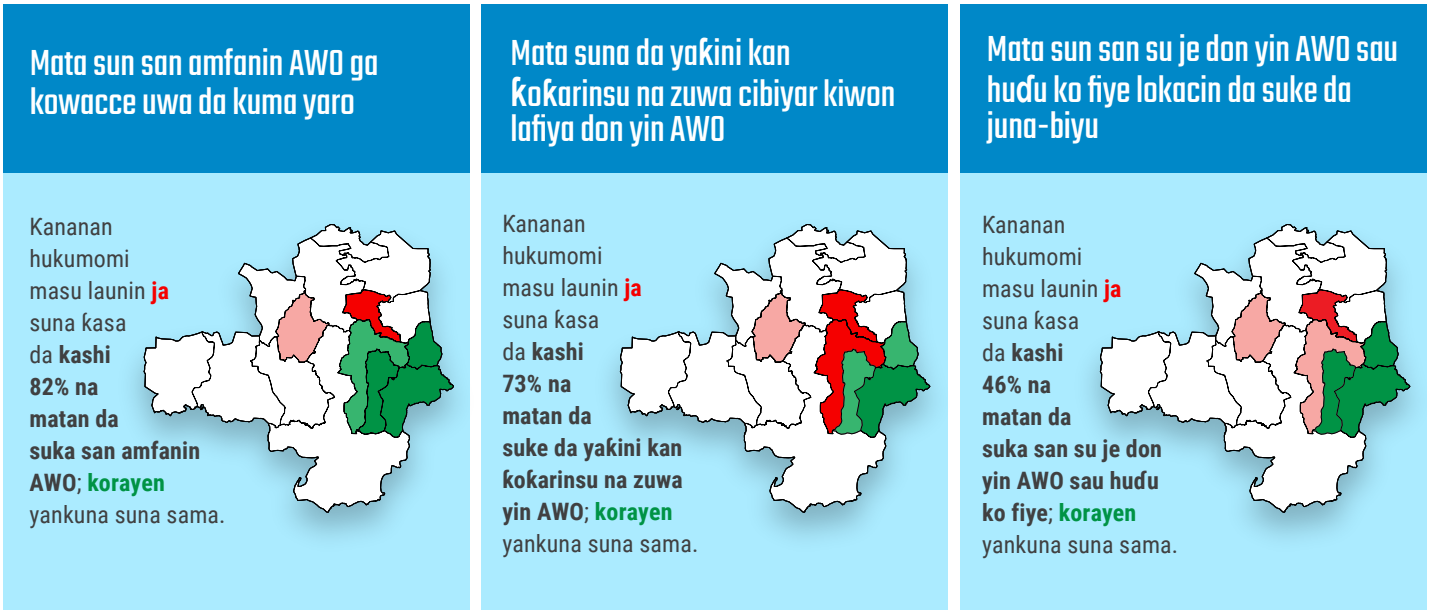 Mata sun san amfanin AWO ga
kowacce uwa da kuma yaro
Kananan
hukumomi
masu launin ja
suna ƙasa
da kashi
82% na
matan da
suka san amfanin
AWO; korayen
yankuna suna sama.
Mata suna da yaƙini kan
ƙoƙarinsu na zuwa cibiyar kiwon
lafiya don yin AWO
Kananan
hukumomi
masu launin ja
suna ƙasa
da kashi
73% na
matan da
suke da yaƙini kan
ƙoƙarinsu na zuwa
yin AWO; korayen
yankuna suna sama.
Mata sun san su je don yin AWO sau
huɗu ko fiye lokacin da suke da
juna-biyu
Kananan
hukumomi
masu launin ja
suna ƙasa
da kashi
46% na
matan da
suka san su je don
yin AWO sau huɗu
ko fiye; korayen
yankuna suna sama.